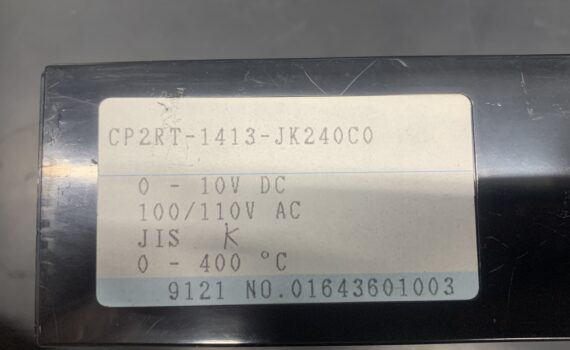 CP2RT-1413-JK240C0
0 - 10V DC
100/110V AC
JIS K
0 - 400 °C
9121 NO.01643601003